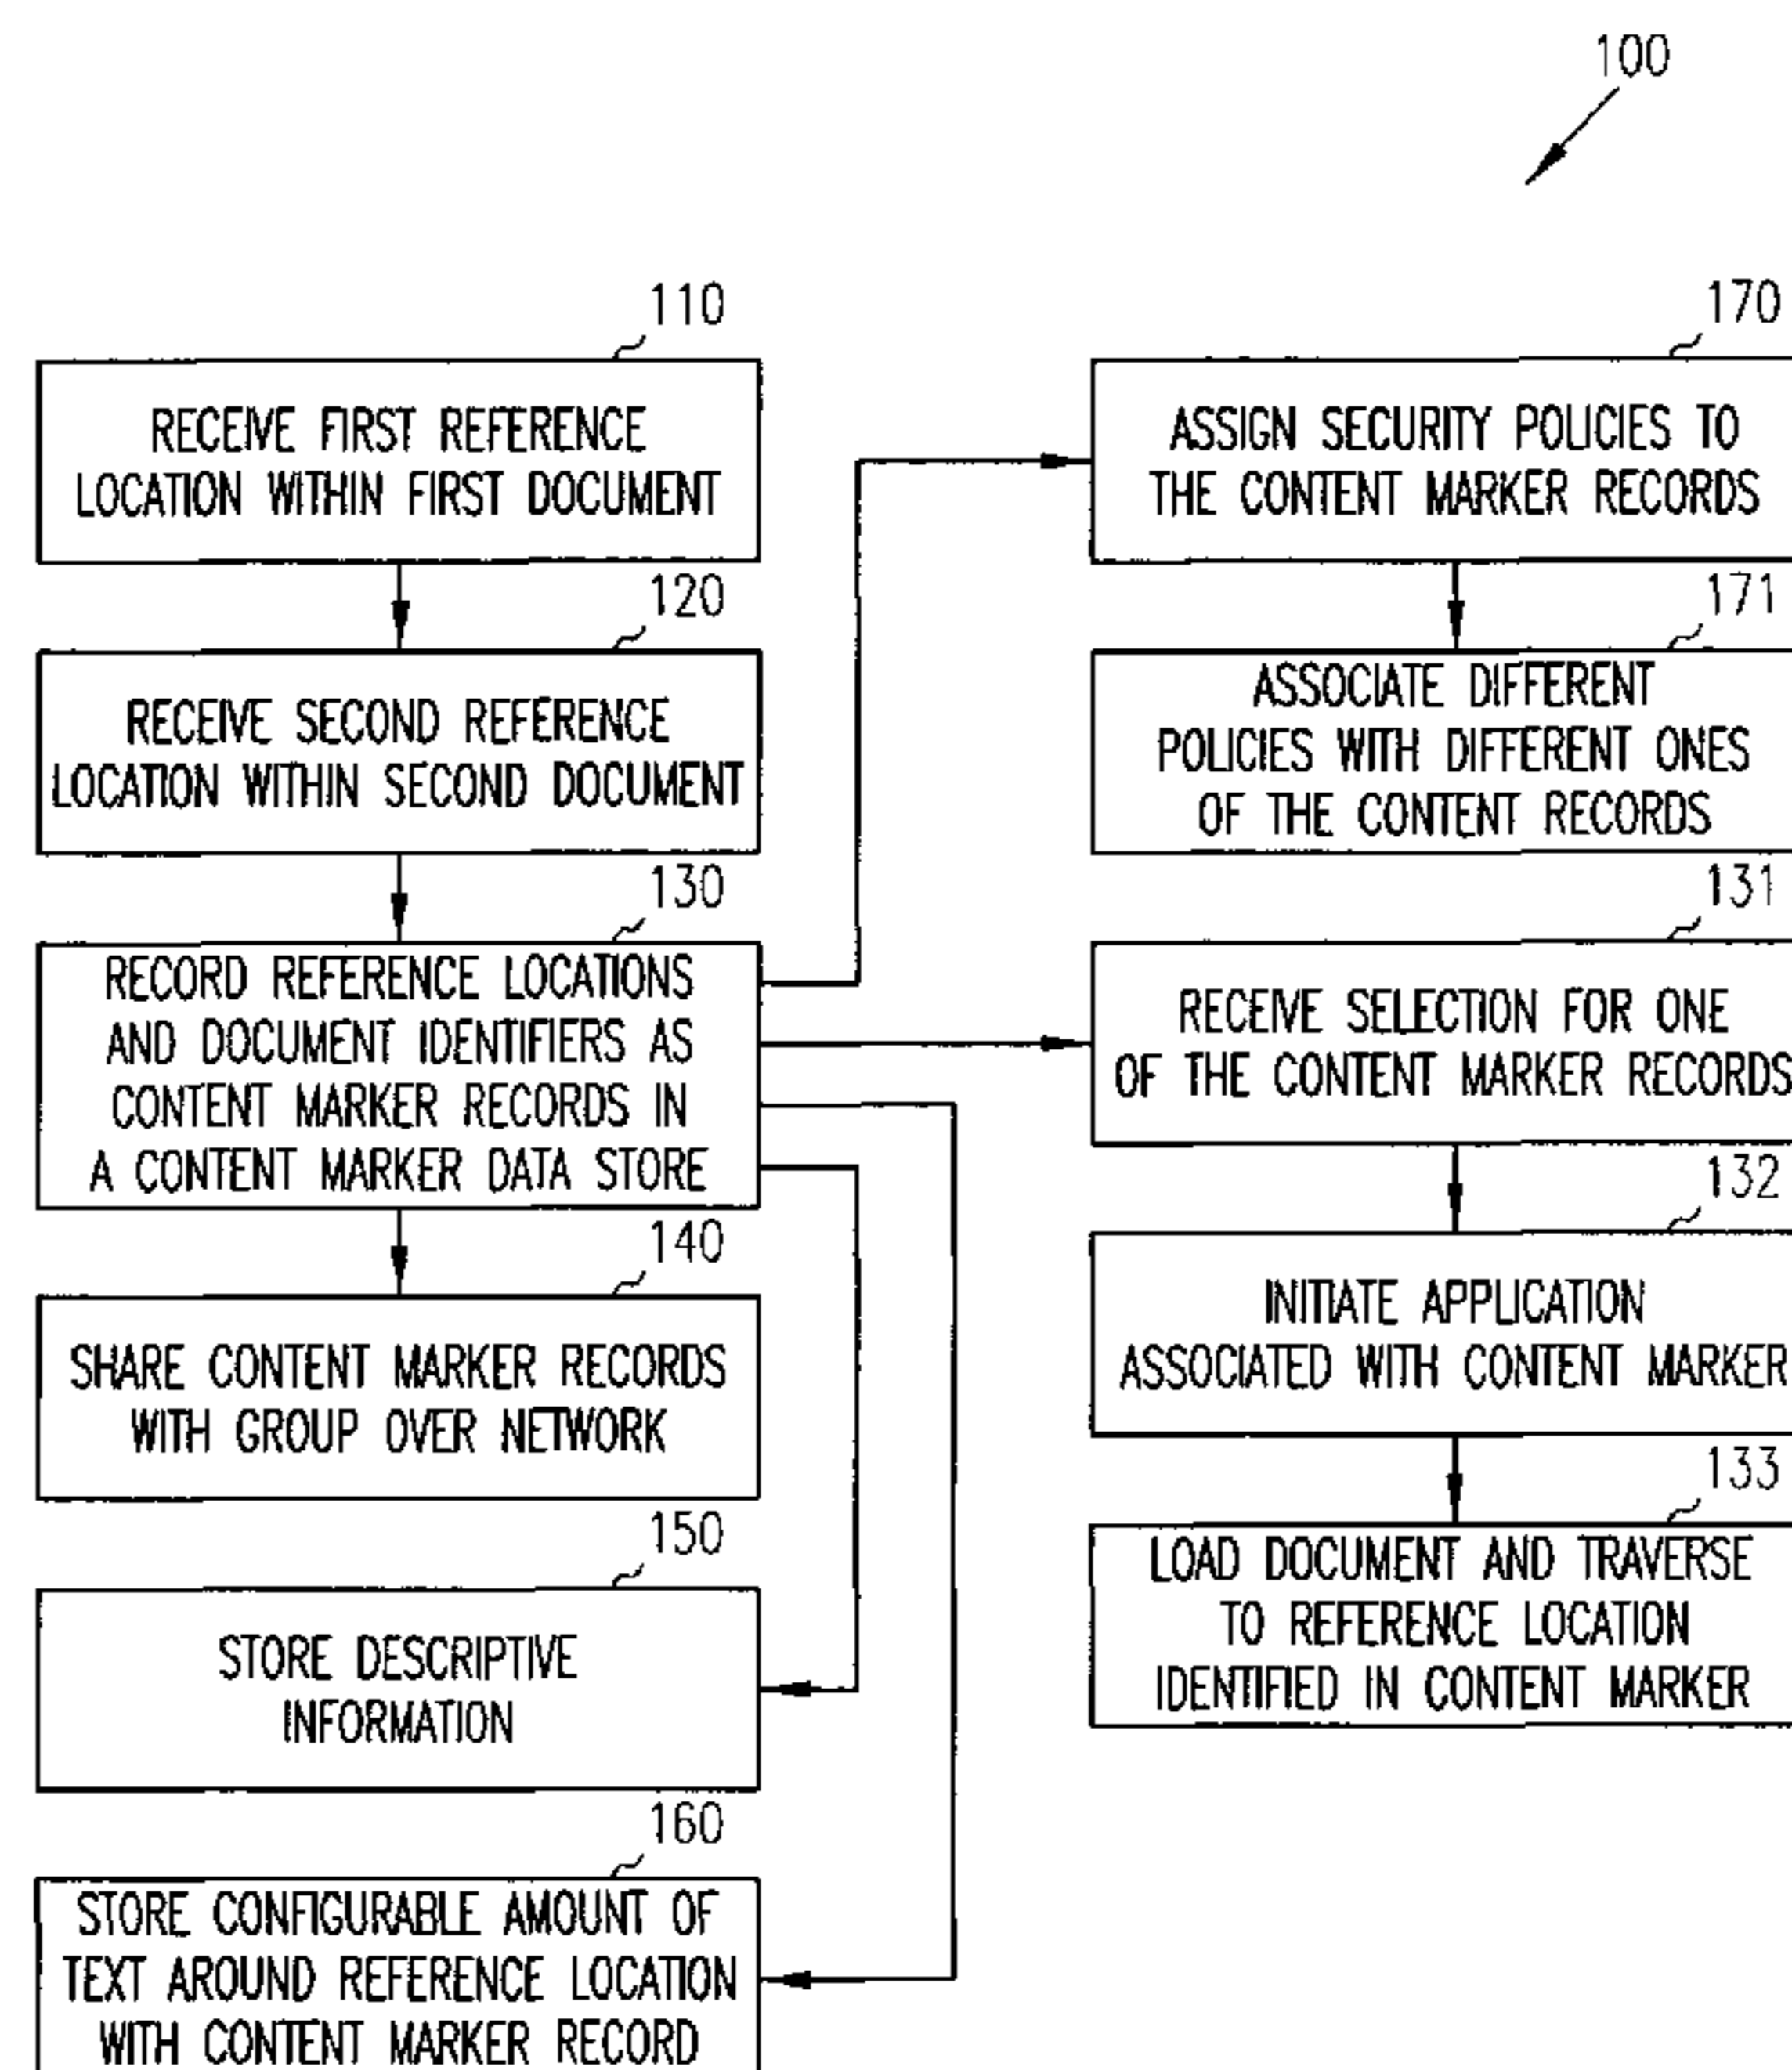 100
110
RECEIVE FIRST REFERENCE
LOCATION WITHIN FIRST DOCUMENT
120
RECEIVE SECOND REFERENCE
LOCATION WITHIN SECOND DOCUMENT
130
RECORD REFERENCE LOCATIONS
AND DOCUMENT IDENTIFIERS AS
CONTENT MARKER RECORDS IN
A CONTENT MARKER DATA STORE
140
SHARE CONTENT MARKER RECORDS
WITH GROUP OVER NETWORK
150
STORE DESCRIPTIVE
INFORMATION
160
STORE CONFIGURABLE AMOUNT OF
TEXT AROUND REFERENCE LOCATION
WITH CONTENT MARKER RECORD
170
ASSIGN SECURITY POLICIES TO
THE CONTENT MARKER RECORDS
171
ASSOCIATE DIFFERENT
POLICIES WITH DIFFERENT ONES
OF THE CONTENT RECORDS
131
RECEIVE SELECTION FOR ONE
OF THE CONTENT MARKER RECORDS
132
INITIATE APPLICATION
ASSOCIATED WITH CONTENT MARKER
133
LOAD DOCUMENT AND TRAVERSE
TO REFERENCE LOCATION
IDENTIFIED IN CONTENT MARKER